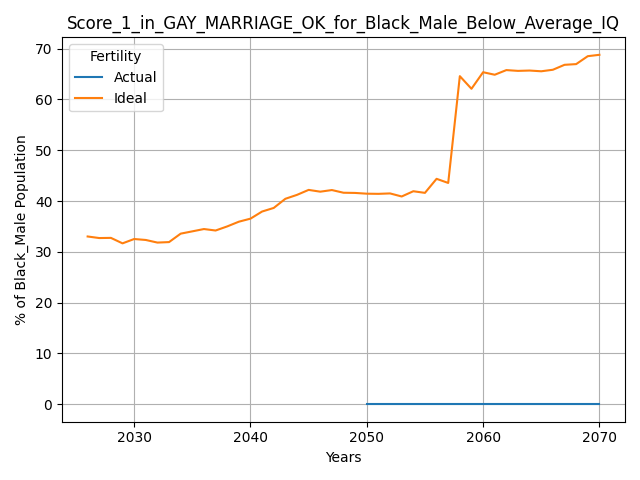 Score_1_in_GAY_MARRIAGE_OK_for_Black_Male_Below_Average_IQ
Fertility
Actual
Ideal
% of Black_Male Population
70
60
50
40
30
20
10
0
2030 2040 2050 2060 2070
Years